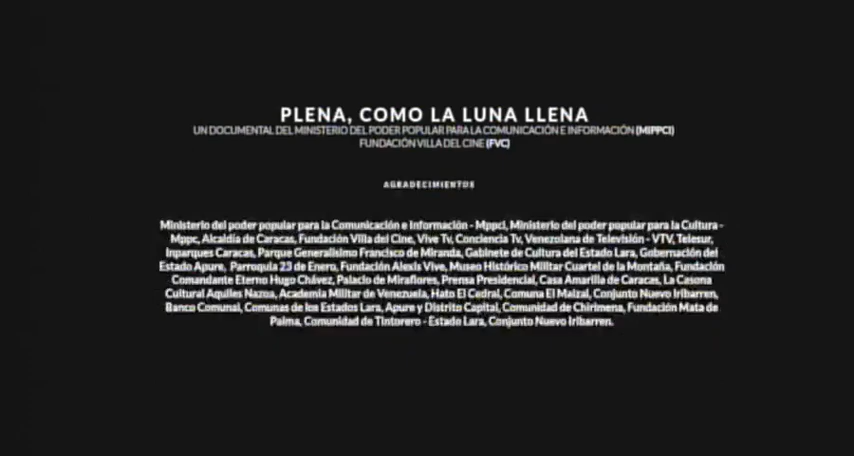 PLENA, COMO LA LUNA LLENA
UN DOCUMENTAL DEL MINISTERIO DEL PODER POPULAR PARA LA COMUNICACIÓN E INFORMACIÓN (MIPPCI)
FUNDACIÓN VILLA DEL CINE (FVC)
AGRADECIMIENTOS
Ministerio del poder popular para la Comunicación e Información - Mppci, Ministerio del poder popular para la Cultura -
Mppc, Alcaldía de Caracas, Fundación Villa del Cine, Vive Tv, Conciencia Tv, Venezolana de Televisión - VTV, Telesur,
Inparques Caracas, Parque Generalísimo Francisco de Miranda, Gabinete de Cultura del Estado Lara, Gobernación del
Estado Apure, Parroquia 23 de Enero, Fundación Alexis Vive, Museo Histórico Militar Cuartel de la Montaña, Fundación
Comandante Eterno Hugo Chávez, Palacio de Miraflores, Prensa Presidencial, Casa Amarilla de Caracas, La Casona
Cultural Aquiles Nazoa, Academia Militar de Venezuela, Hato El Cedral, Comuna El Maizal, Conjunto Nuevo Iribarren,
Banco Comunal, Comunas de los Estados Lara, Apure y Distrito Capital, Comunidad de Chirimena, Fundación Mata de
Palma, Comunidad de Tintorero - Estado Lara, Conjunto Nuevo Iribarren.